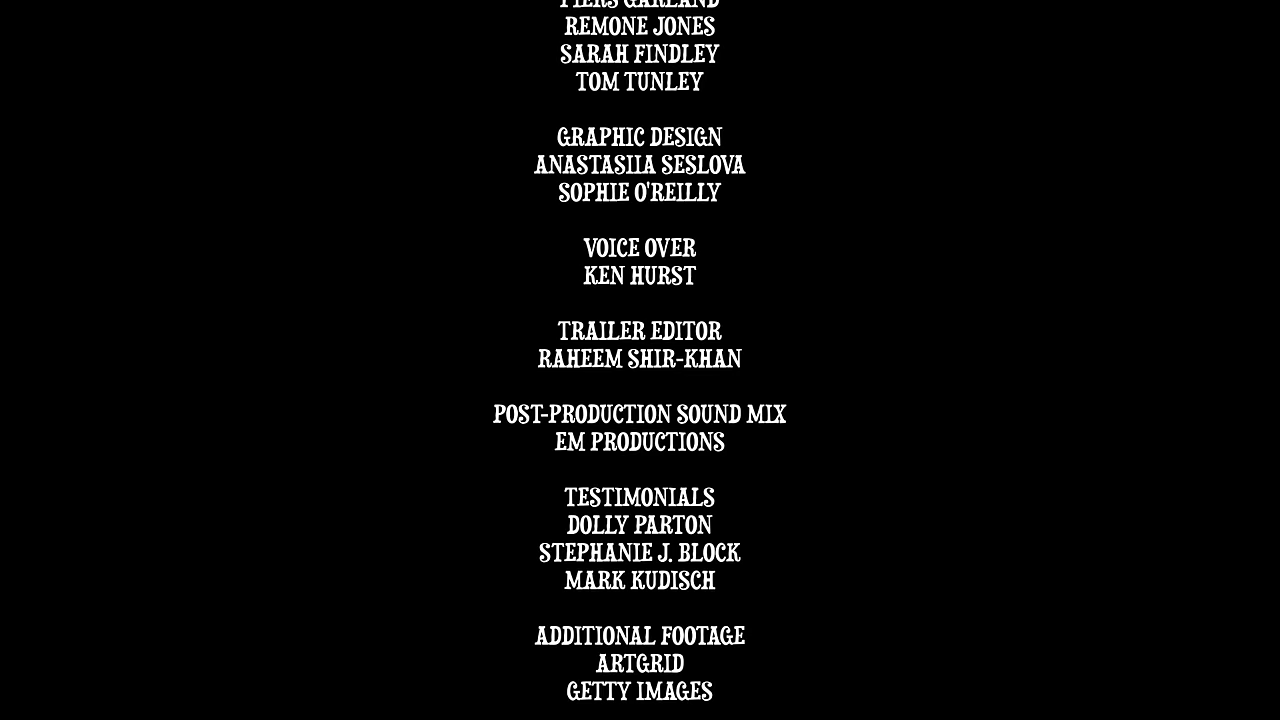 PIERS GARLAND
REMONE JONES
SARAH FINDLEY
TOM TUNLEY
GRAPHIC DESIGN
ANASTASIIA SESLOVA
SOPHIE O'REILLY
VOICE OVER
KEN HURST
TRAILER EDITOR
RAHEEM SHIR-KHAN
POST-PRODUCTION SOUND MIX
EM PRODUCTIONS
TESTIMONIALS
DOLLY PARTON
STEPHANIE J. BLOCK
MARK KUDISCH
ADDITIONAL FOOTAGE
ARTGRID
GETTY IMAGES